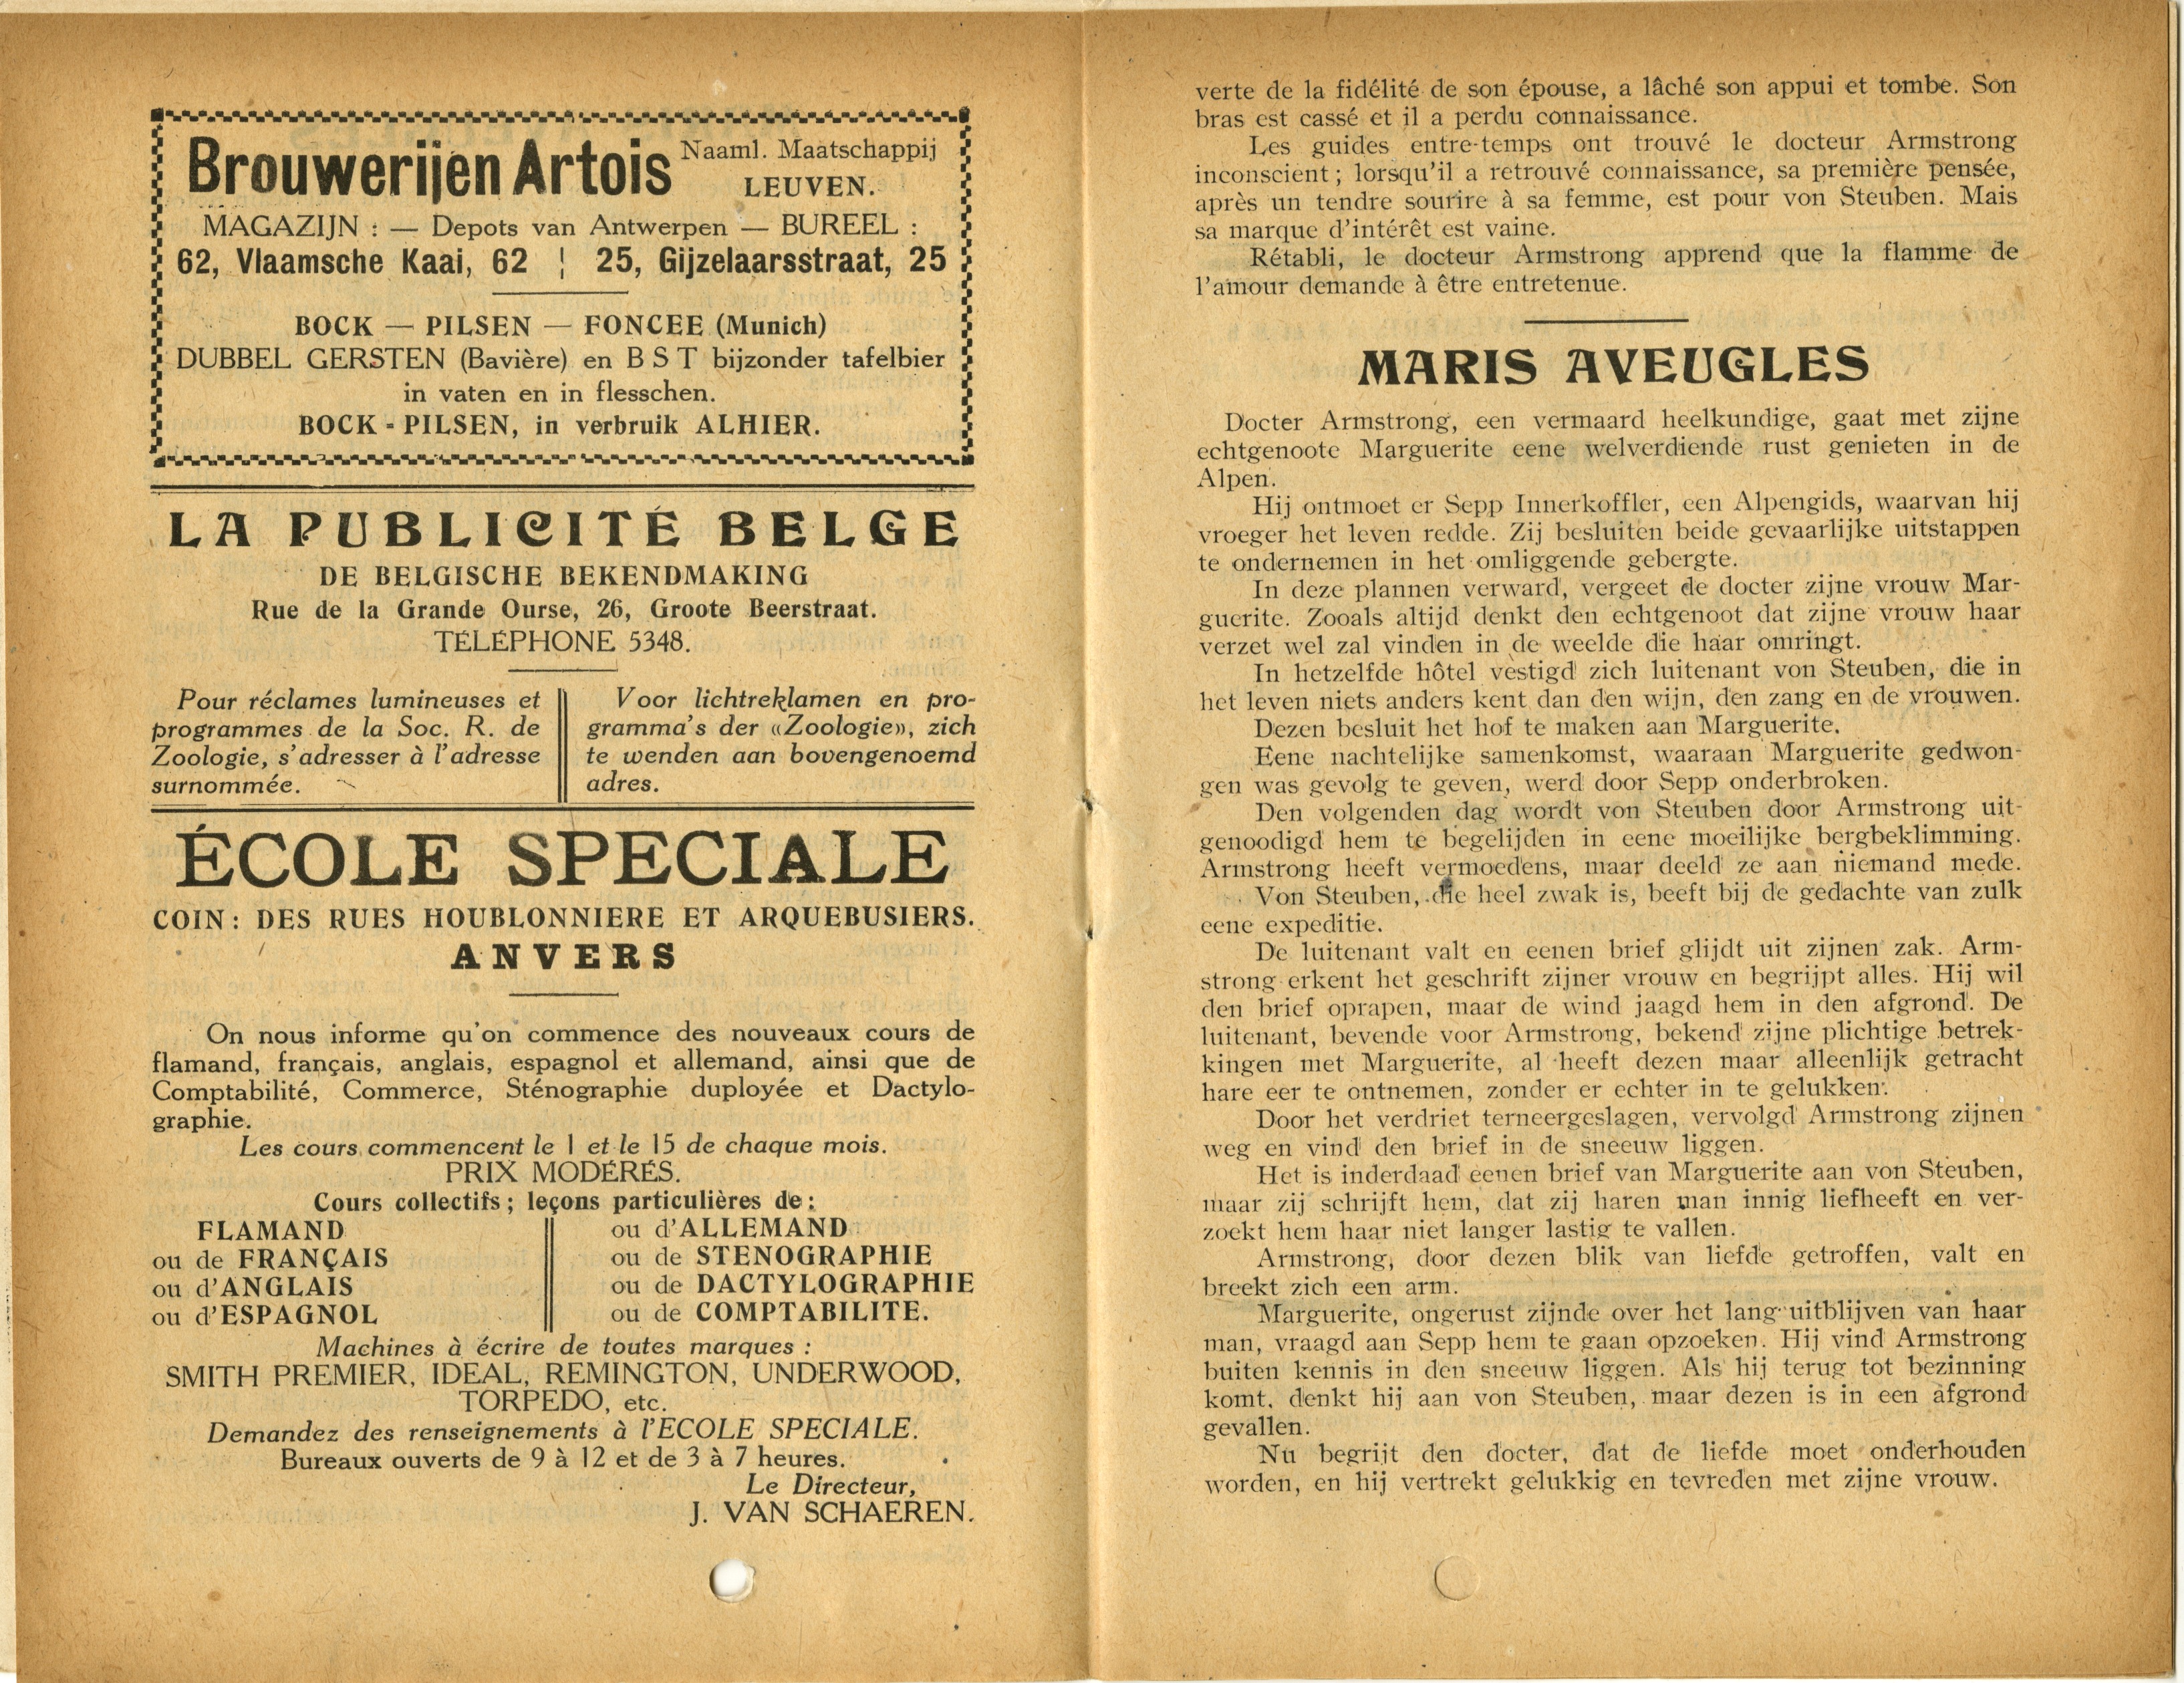 Brouwerijen Artois Naaml. Maatschappij
LEUVEN.
MAGAZIJN : — Depots van Antwerpen — BUREEL :
62, Vlaamsche Kaai, 62 ¦ 25, Gijzelaarsstraat, 25
BOCK — PILSEN — FONCEE (Munich)
DUBBEL GERSTEN (Bavière) en B S T bijzonder tafelbier
in vaten en in flesschen.
BOCK - PILSEN, in verbruik ALHIER.
LA PUBLICITÉ BELGE
DE BELGISCHE BEKENDMAKING
Rue de la Grande Ourse, 26, Groote Beerstraat.
TÉLÉPHONE 5348.
Pour réclames lumineuses et
programmes de la Soc. R. de
Zoologie, s'adresser à l'adresse
surnommée.
Voor lichtreklamen en pro-
gramma's der «Zoologie», zich
te wenden aan bovengenoemd
adres.
ÉCOLE SPECIALE
COIN : DES RUES HOUBLONNIERE ET ARQUEBUSIERS.
ANVERS
On nous informe qu'on commence des nouveaux cours de
flamand, français, anglais, espagnol et allemand, ainsi que de
Comptabilité, Commerce, Sténographie duployée et Dactylo-
graphie.
Les cours commencent le 1 et le 15 de chaque mois.
PRIX MODÉRÉS.
Cours collectifs ; leçons particulières de :
FLAMAND
ou de FRANÇAIS
ou d'ANGLAIS
ou d'ESPAGNOL
ou d'ALLEMAND
ou de STENOGRAPHIE
ou de DACTYLOGRAPHIE
ou de COMPTABILITE.
Machines à écrire de toutes marques :
SMITH PREMIER, IDEAL, REMINGTON, UNDERWOOD,
TORPEDO, etc.
Demandez des renseignements à l'ECOLE SPECIALE.
Bureaux ouverts de 9 à 12 et de 3 à 7 heures.
Le Directeur,
J. VAN SCHAEREN.
verte de la fidélité de son épouse, a lâché son appui et tombe. Son
bras est cassé et il a perdu connaissance.
Les guides entre-temps ont trouvé le docteur Armstrong
inconscient ; lorsqu'il a retrouvé connaissance, sa première pensée,
après un tendre sourire à sa femme, est pour von Steuben. Mais
sa marque d'intérêt est vaine.
Rétabli, le docteur Armstrong apprend que la flamme de
l'amour demande à être entretenue.
MARIS AVEUGLES
Docter Armstrong, een vermaard heelkundige, gaat met zijne
echtgenoote Marguerite eene welverdiende rust genieten in de
Alpen.
Hij ontmoet er Sepp Innerkoffler, een Alpengids, waarvan hij
vroeger het leven redde. Zij besluiten beide gevaarlijke uitstappen
te ondernemen in het omliggende gebergte.
In deze plannen verward, vergeet de docter zijne vrouw Mar-
guerite. Zooals altijd denkt den echtgenoot dat zijne vrouw haar
verzet wel zal vinden in de weelde die haar omringt.
In hetzelfde hôtel vestigd zich luitenant von Steuben, die in
het leven niets anders kent dan den wijn, den zang en de vrouwen.
Dezen besluit het hof te maken aan Marguerite.
Eene nachtelijke samenkomst, waaraan Marguerite gedwon-
gen was gevolg te geven, werd door Sepp onderbroken.
Den volgenden dag wordt von Steuben door Armstrong uit-
genoodigd hem te begelijden in eene moeilijke bergbeklimming.
Armstrong heeft vermoedens, maar deeld ze aan niemand mede.
Von Steuben, die heel zwak is, beeft bij de gedachte van zulk
eene expeditie.
De luitenant valt en eenen brief glijdt uit zijnen zak. Arm-
strong erkent het geschrift zijner vrouw en begrijpt alles. Hij wil
den brief oprapen, maar de wind jaagd hem in den afgrond. De
luitenant, bevende voor Armstrong, bekend zijne plichtige betrek-
kingen met Marguerite, al heeft dezen maar alleenlijk getracht
hare eer te ontnemen, zonder er echter in te gelukken.
Door het verdriet terneergeslagen, vervolgd Armstrong zijnen
weg en vind den brief in de sneeuw liggen.
Het is inderdaad eenen brief van Marguerite aan von Steuben,
maar zij schrijft hem, dat zij haren man innig liefheeft en ver-
zoekt hem haar niet langer lastig te vallen.
Armstrong, door dezen blik van liefde getroffen, valt en
breekt zich een arm.
Marguerite, ongerust zijnde over het lang uitblijven van haar
man, vraagd aan Sepp hem te gaan opzoeken. Hij vind Armstrong
buiten kennis in den sneeuw liggen. Als hij terug tot bezinning
komt, denkt hij aan von Steuben, maar dezen is in een afgrond
gevallen.
Nu begrijt den docter, dat de liefde moet onderhouden
worden, en hij vertrekt gelukkig en tevreden met zijne vrouw.